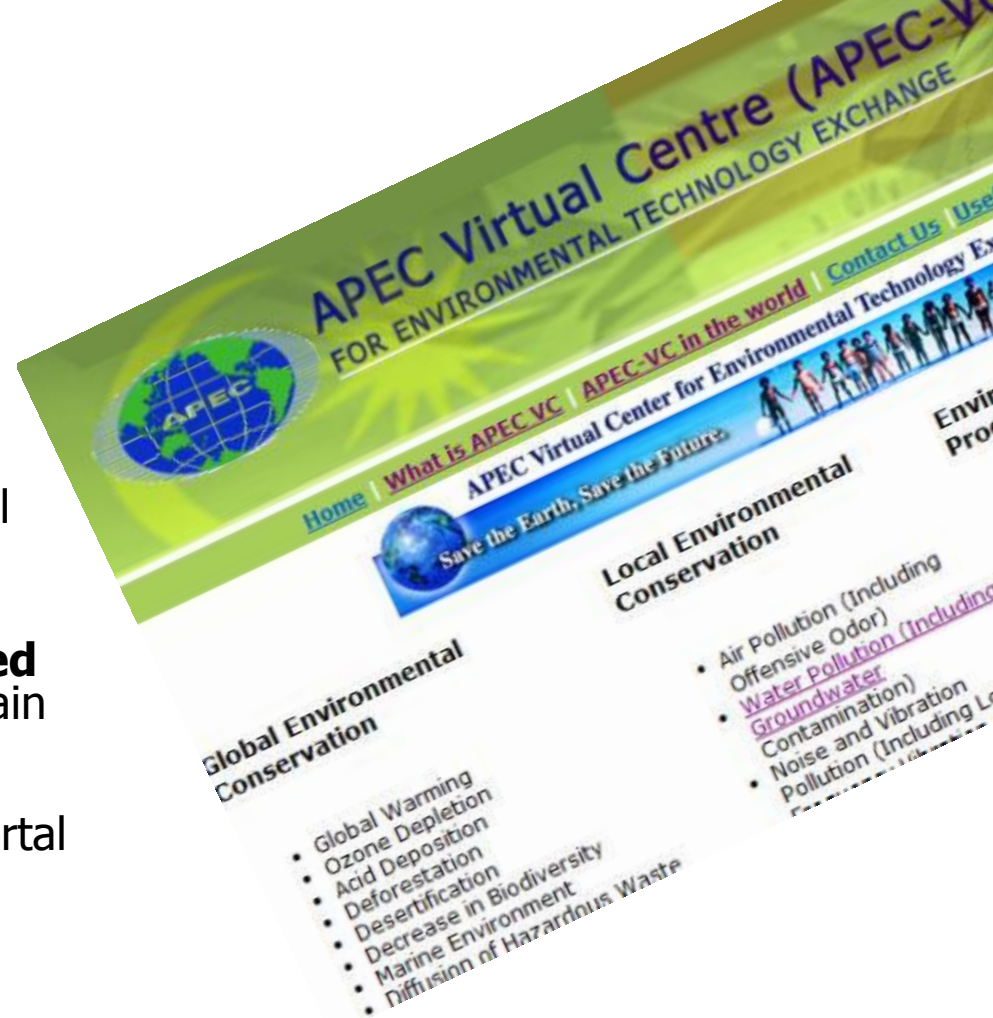 APEC Virtual Centre (APEC-VC
FOR ENVIRONMENTAL TECHNOLOGY EXCHANGE
APEC
Home | What is APEC VC | APEC-VC in the world | Contact Us | Use
APEC Virtual Center for Environmental Technology Ex
Save the Earth, Save the Future.
l
ed
ain
rtal
Global Environmental
Conservation
• Global Warming
• Ozone Depletion
• Acid Deposition
• Deforestation
• Desertification
• Decrease in Biodiversity
• Marine Environment
• Diffusion of Hazardous Waste
Local Environmental
Conservation
• Air Pollution (Including
Offensive Odor)
• Water Pollution (Including
Groundwater
Contamination)
• Noise and Vibration
Pollution (Including Lo
Envir
Pro